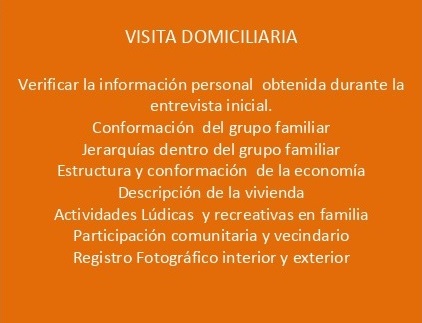 VISITA DOMICILIARIA
Verificar la información personal  obtenida durante la
entrevista inicial.
Conformación  del grupo familiar
Jerarquías dentro del grupo familiar
Estructura y conformación  de la economía
Descripción de la vivienda
Actividades Lúdicas  y recreativas en familia
Participación comunitaria y vecindario
Registro Fotográfico interior y exterior